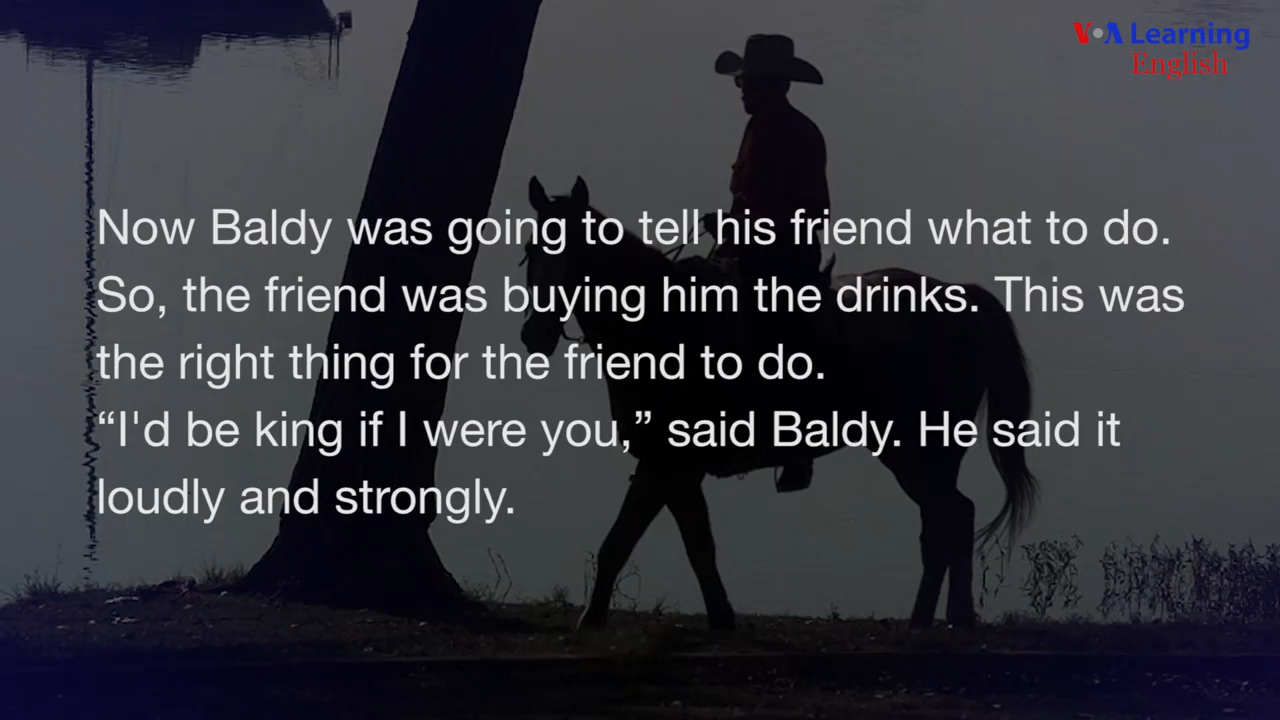 VOA Learning
English
Now Baldy was going to tell his friend what to do.
So, the friend was buying him the drinks. This was
the right thing for the friend to do.
“I'd be king if I were you,” said Baldy. He said it
loudly and strongly.